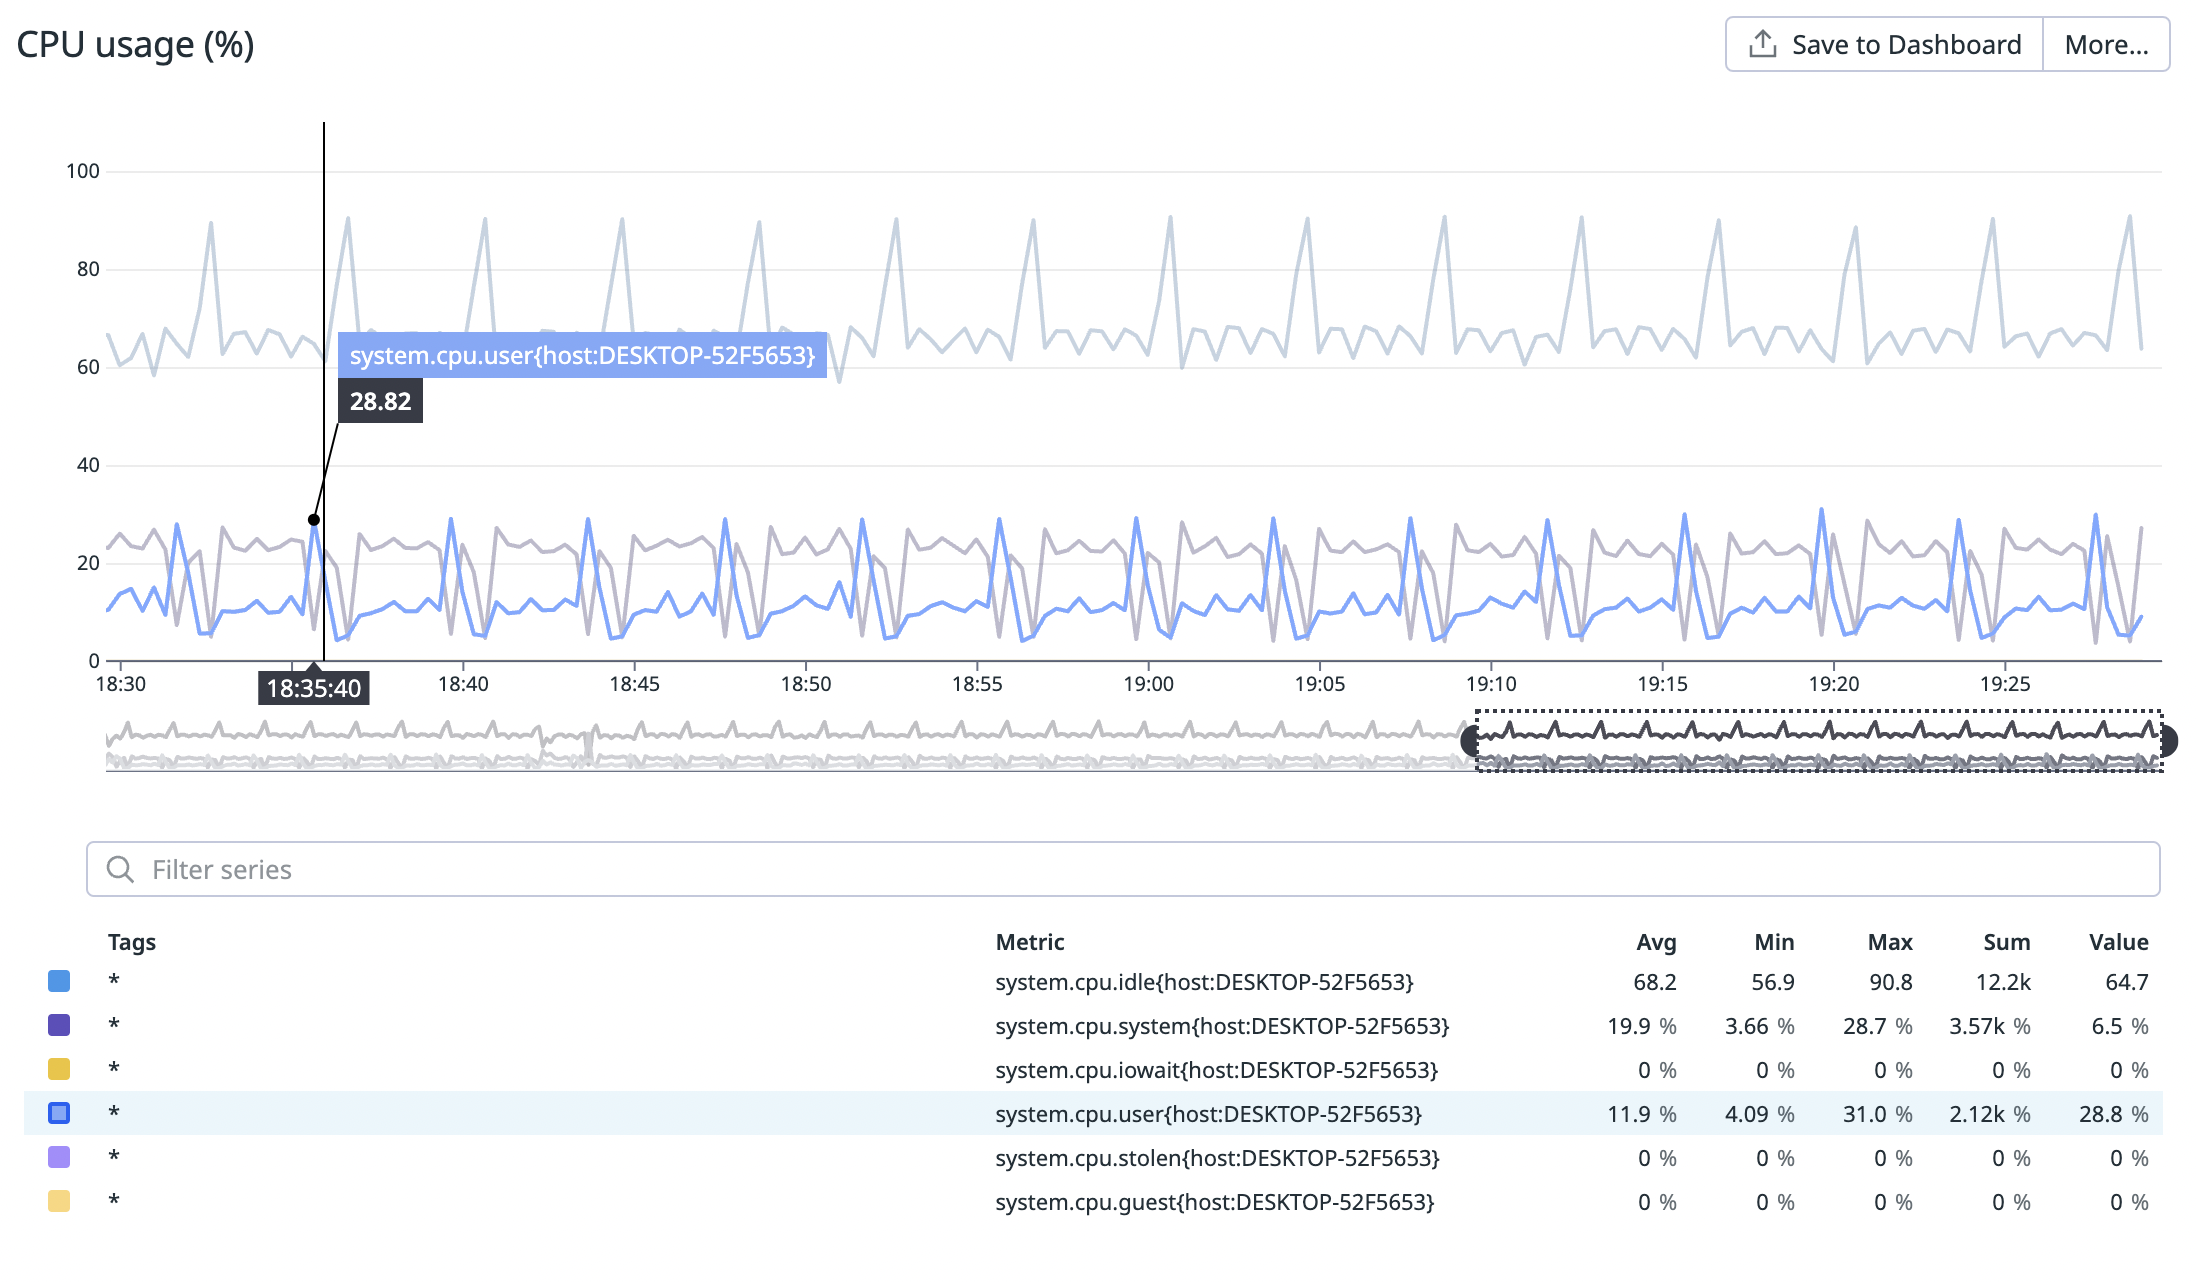 CPU usage (%)
Save to Dashboard More...
100
80
60
40
20
0
system.cpu.user{host:DESKTOP-52F5653}
28.82
18:30 18:35:40 18:40 18:45 18:50 18:55 19:00 19:05 19:10 19:15 19:20 19:25
Filter series
Tags Metric Avg Min Max Sum Value
* system.cpu.idle{host:DESKTOP-52F5653} 68.2 56.9 90.8 12.2k 64.7
* system.cpu.system{host:DESKTOP-52F5653} 19.9 % 3.66 % 28.7 % 3.57k % 6.5 %
* system.cpu.iowait{host:DESKTOP-52F5653} 0 % 0 % 0 % 0 % 0 %
* system.cpu.user{host:DESKTOP-52F5653} 11.9 % 4.09 % 31.0 % 2.12k % 28.8 %
* system.cpu.stolen{host:DESKTOP-52F5653} 0 % 0 % 0 % 0 % 0 %
* system.cpu.guest{host:DESKTOP-52F5653} 0 % 0 % 0 % 0 % 0 %